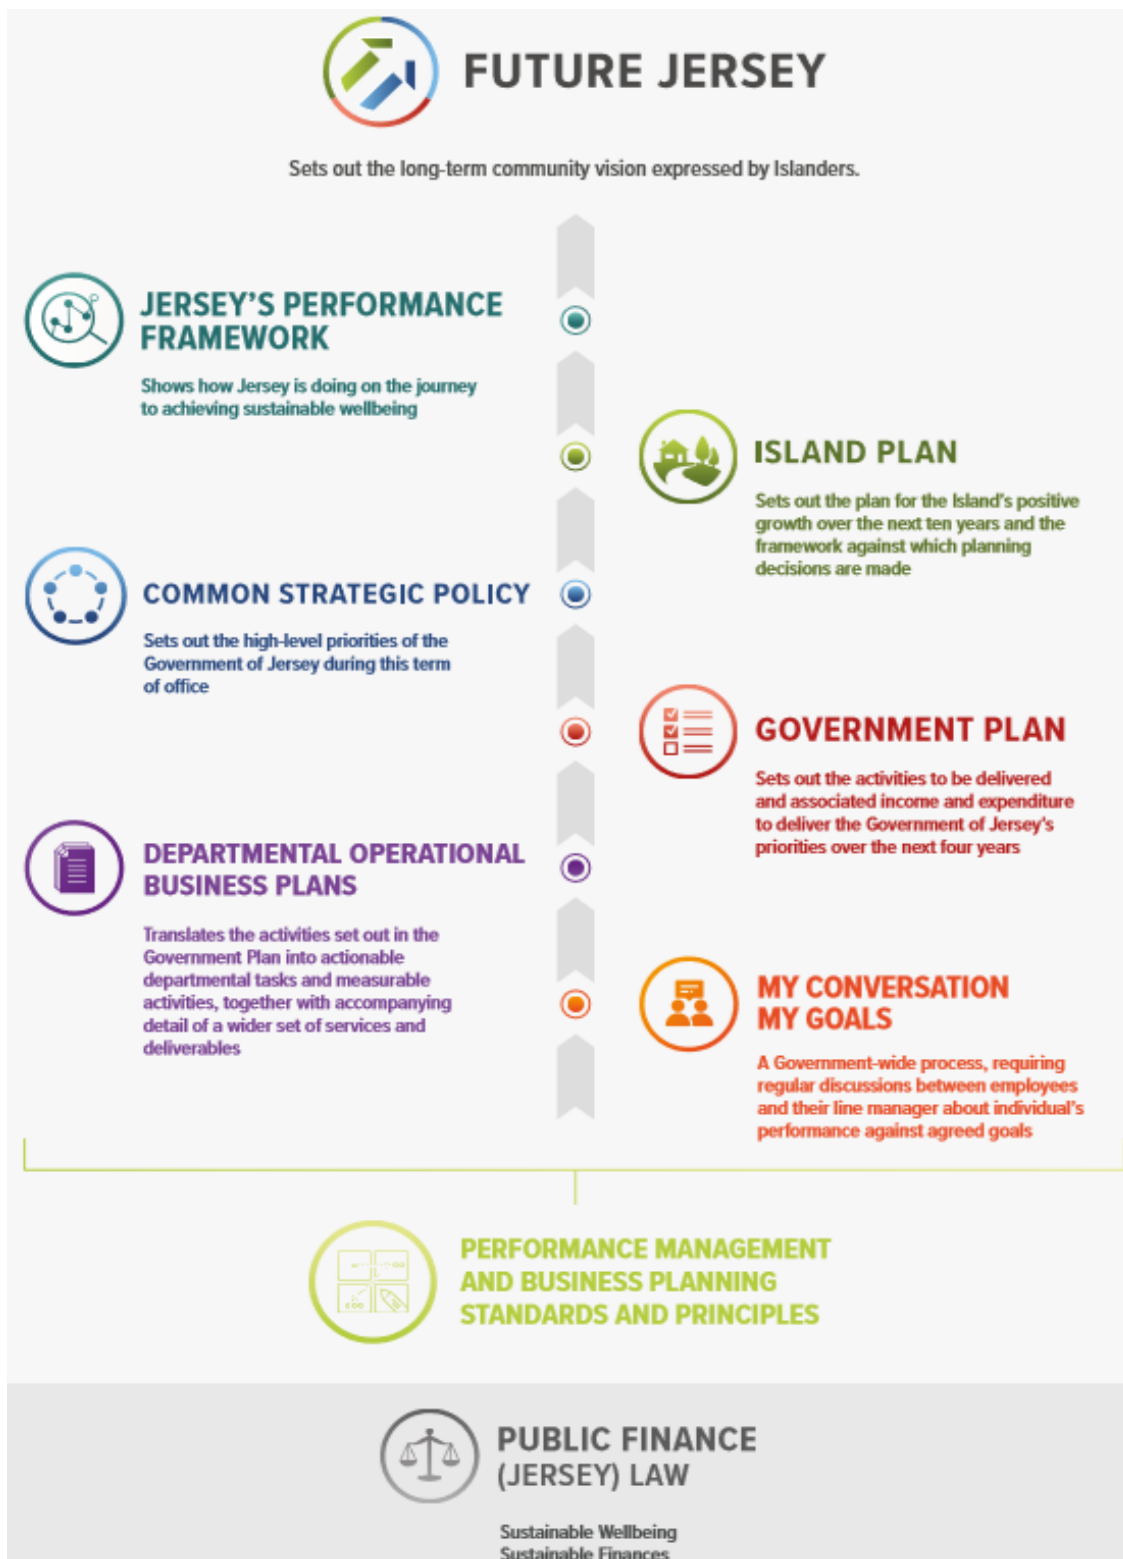 FUTURE JERSEY
Sets out the long-term community vision expressed by Islanders.
JERSEY'S PERFORMANCE
FRAMEWORK
Shows how Jersey is doing on the journey
to achieving sustainable wellbeing
ISLAND PLAN
Sets out the plan for the Island's positive
growth over the next ten years and the
framework against which planning
decisions are made
COMMON STRATEGIC POLICY
Sets out the high-level priorities of the
Government of Jersey during this term
of office
GOVERNMENT PLAN
Sets out the activities to be delivered
and associated income and expenditure
to deliver the Government of Jersey's
priorities over the next four years
DEPARTMENTAL OPERATIONAL
BUSINESS PLANS
Translates the activities set out in the
Government Plan into actionable
departmental tasks and measurable
activities, together with accompanying
detail of a wider set of services and
deliverables
MY CONVERSATION
MY GOALS
A Government-wide process, requiring
regular discussions between employees
and their line manager about individual's
performance against agreed goals
PERFORMANCE MANAGEMENT
AND BUSINESS PLANNING
STANDARDS AND PRINCIPLES
PUBLIC FINANCE
(JERSEY) LAW
Sustainable Wellbeing
Sustainable Finances